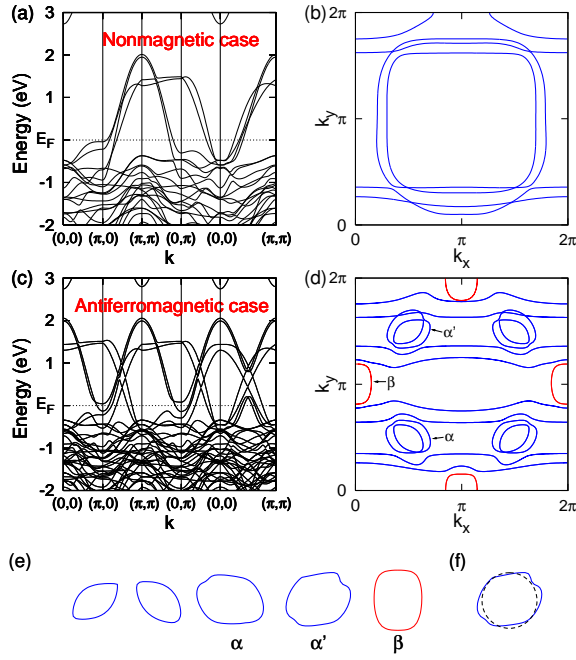 (a)
Nonmagnetic case
Energy (eV)
3
2
1
E_F
-1
-2
(0,0) (π,0) (π,π) (0,π) (0,0) (π,π)
k
(b)
2π
k_y π
0
0 π 2π
k_x
(c)
Antiferromagnetic case
Energy (eV)
3
2
1
E_F
-1
-2
(0,0) (π,0) (π,π) (0,π) (0,0) (π,π)
k
(d)
2π
k_y π
0
0 π 2π
k_x
α'
β
α
(e)
α α' β
(f)